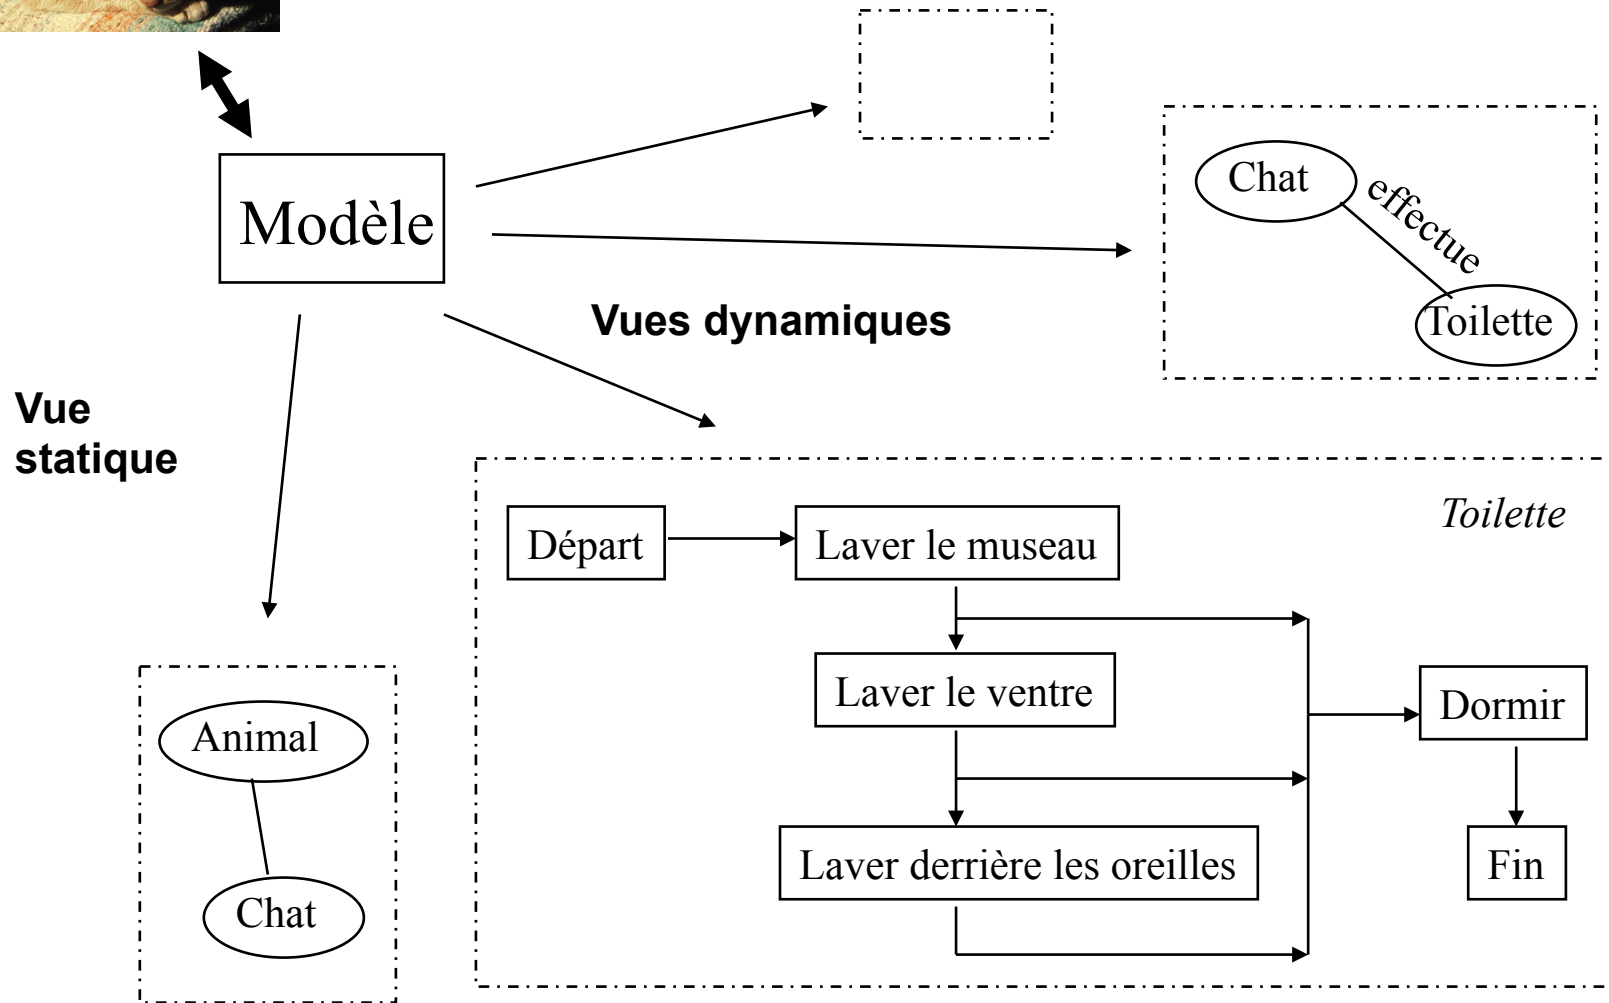 Modèle
Chat
effectue
Toilette
Vues dynamiques
Vue
statique
Toilette
Départ
Laver le museau
Laver le ventre
Dormir
Animal
Laver derrière les oreilles
Fin
Chat